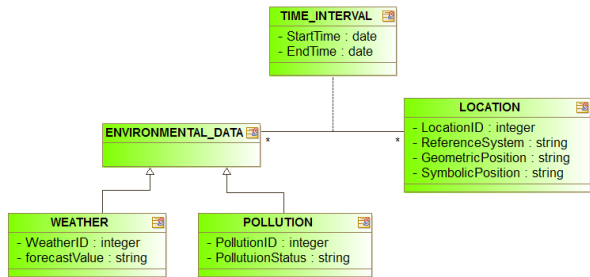 TIME_INTERVAL
- StartTime : date
- EndTime : date
LOCATION
- LocationID : integer
- ReferenceSystem : string
- GeometricPosition : string
- SymbolicPosition : string
ENVIRONMENTAL_DATA
* *
WEATHER
- WeatherID : integer
- forecastValue : string
POLLUTION
- PollutionID : integer
- PollutuionStatus : string